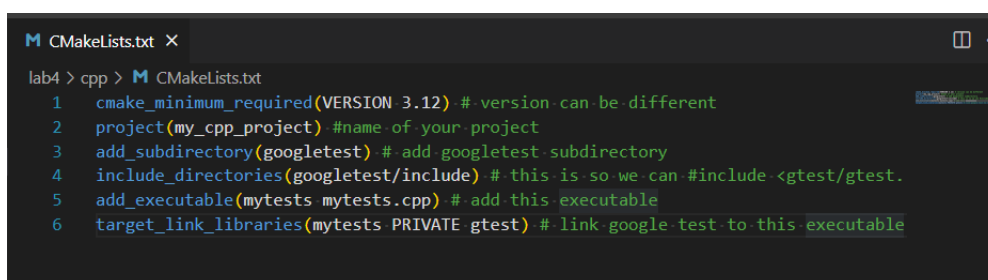 CMakeLists.txt
lab4 > cpp > CMakeLists.txt
1 cmake_minimum_required(VERSION 3.12) # version can be different
2 project(my_cpp_project) #name of your project
3 add_subdirectory(googletest) # add googletest subdirectory
4 include_directories(googletest/include) # this is so we can #include <gtest/gtest.
5 add_executable(mytests mytests.cpp) # add this executable
6 target_link_libraries(mytests PRIVATE gtest) # link google test to this executable